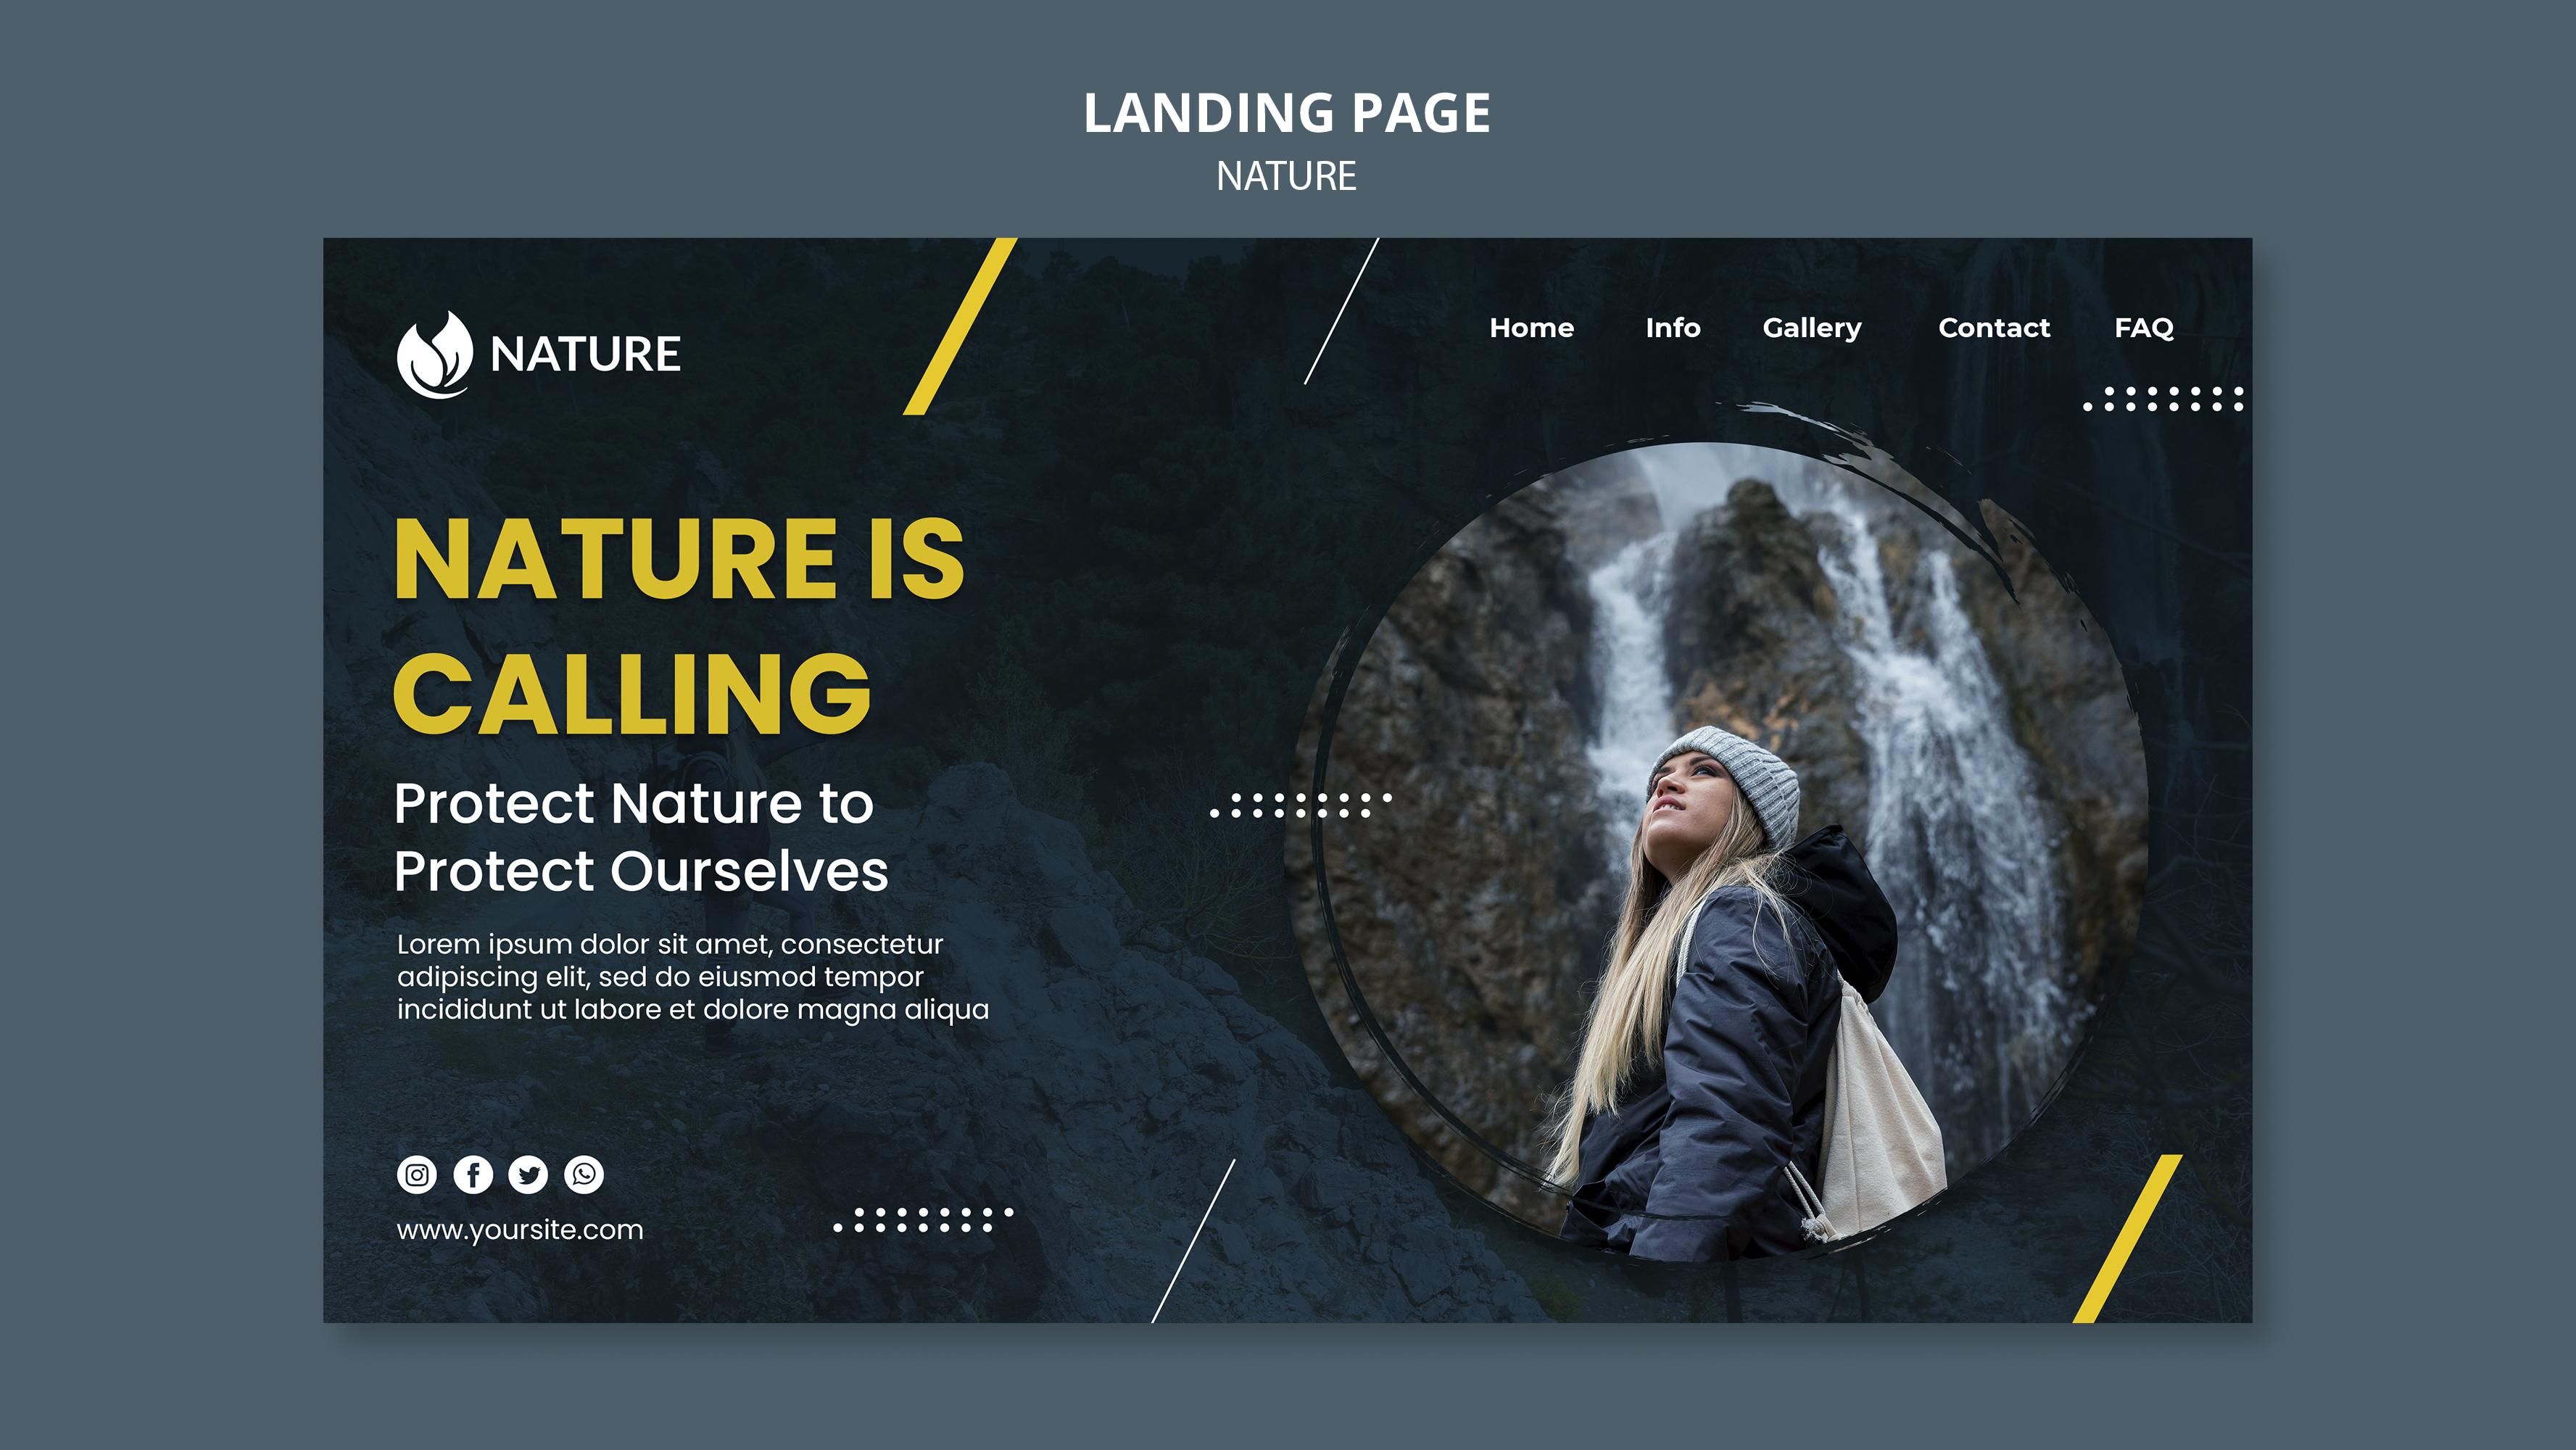 LANDING PAGE
NATURE
NATURE
Home Info Gallery Contact FAQ
NATURE IS
CALLING
Protect Nature to
Protect Ourselves
Lorem ipsum dolor sit amet, consectetur
adipiscing elit, sed do eiusmod tempor
incididunt ut labore et dolore magna aliqua
www.yoursite.com